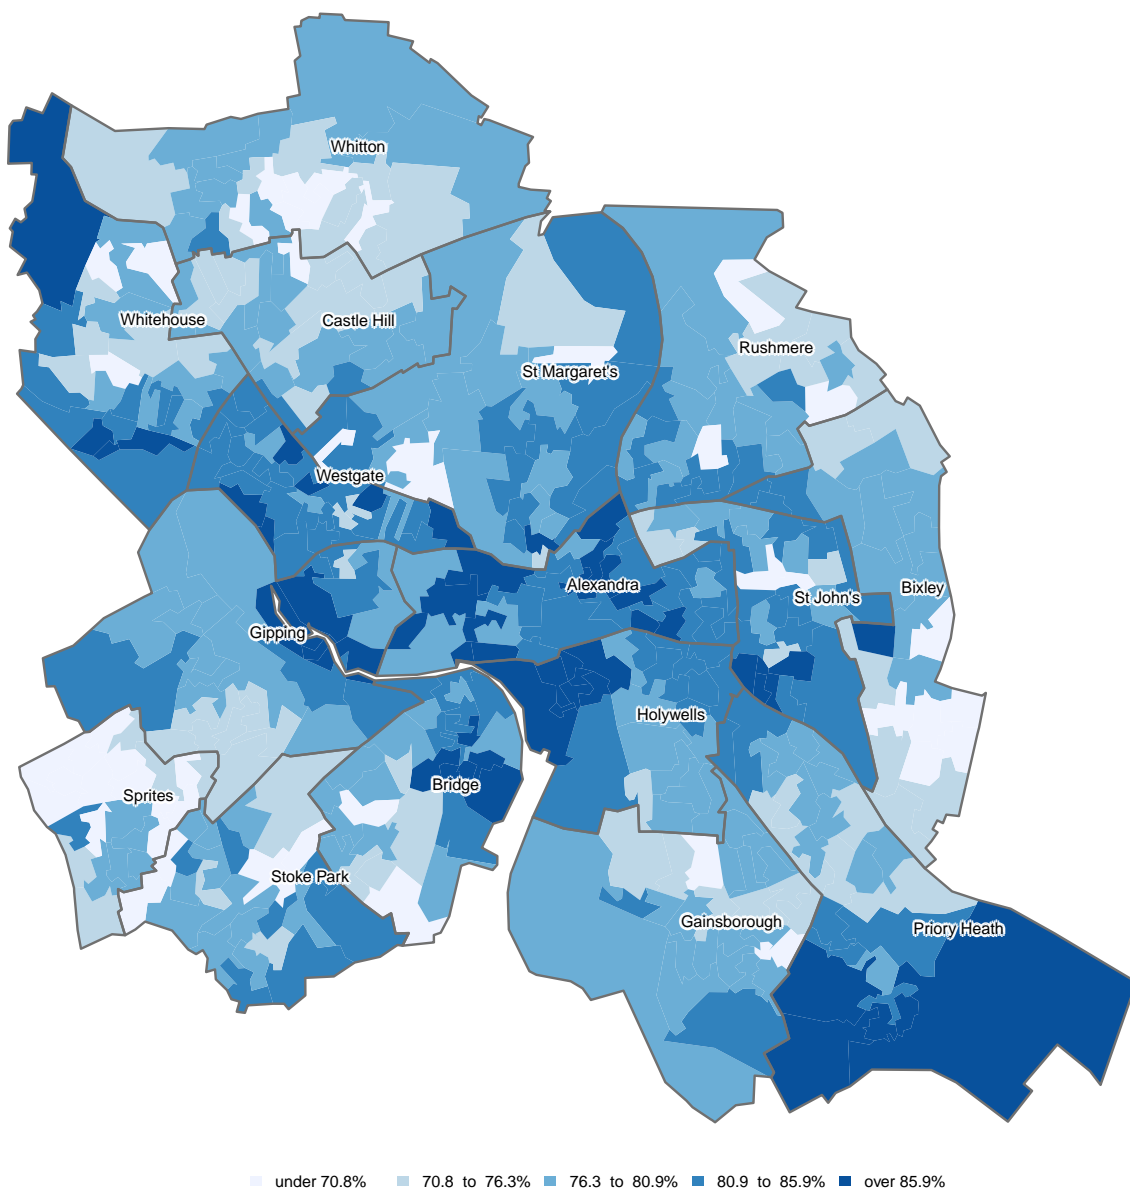 Whitton
Whitehouse
Castle Hill
Rushmere
St Margaret's
Westgate
Alexandra
St John's
Bixley
Gipping
Holywells
Bridge
Sprites
Stoke Park
Gainsborough
Priory Heath
under 70.8% 70.8 to 76.3% 76.3 to 80.9% 80.9 to 85.9% over 85.9%